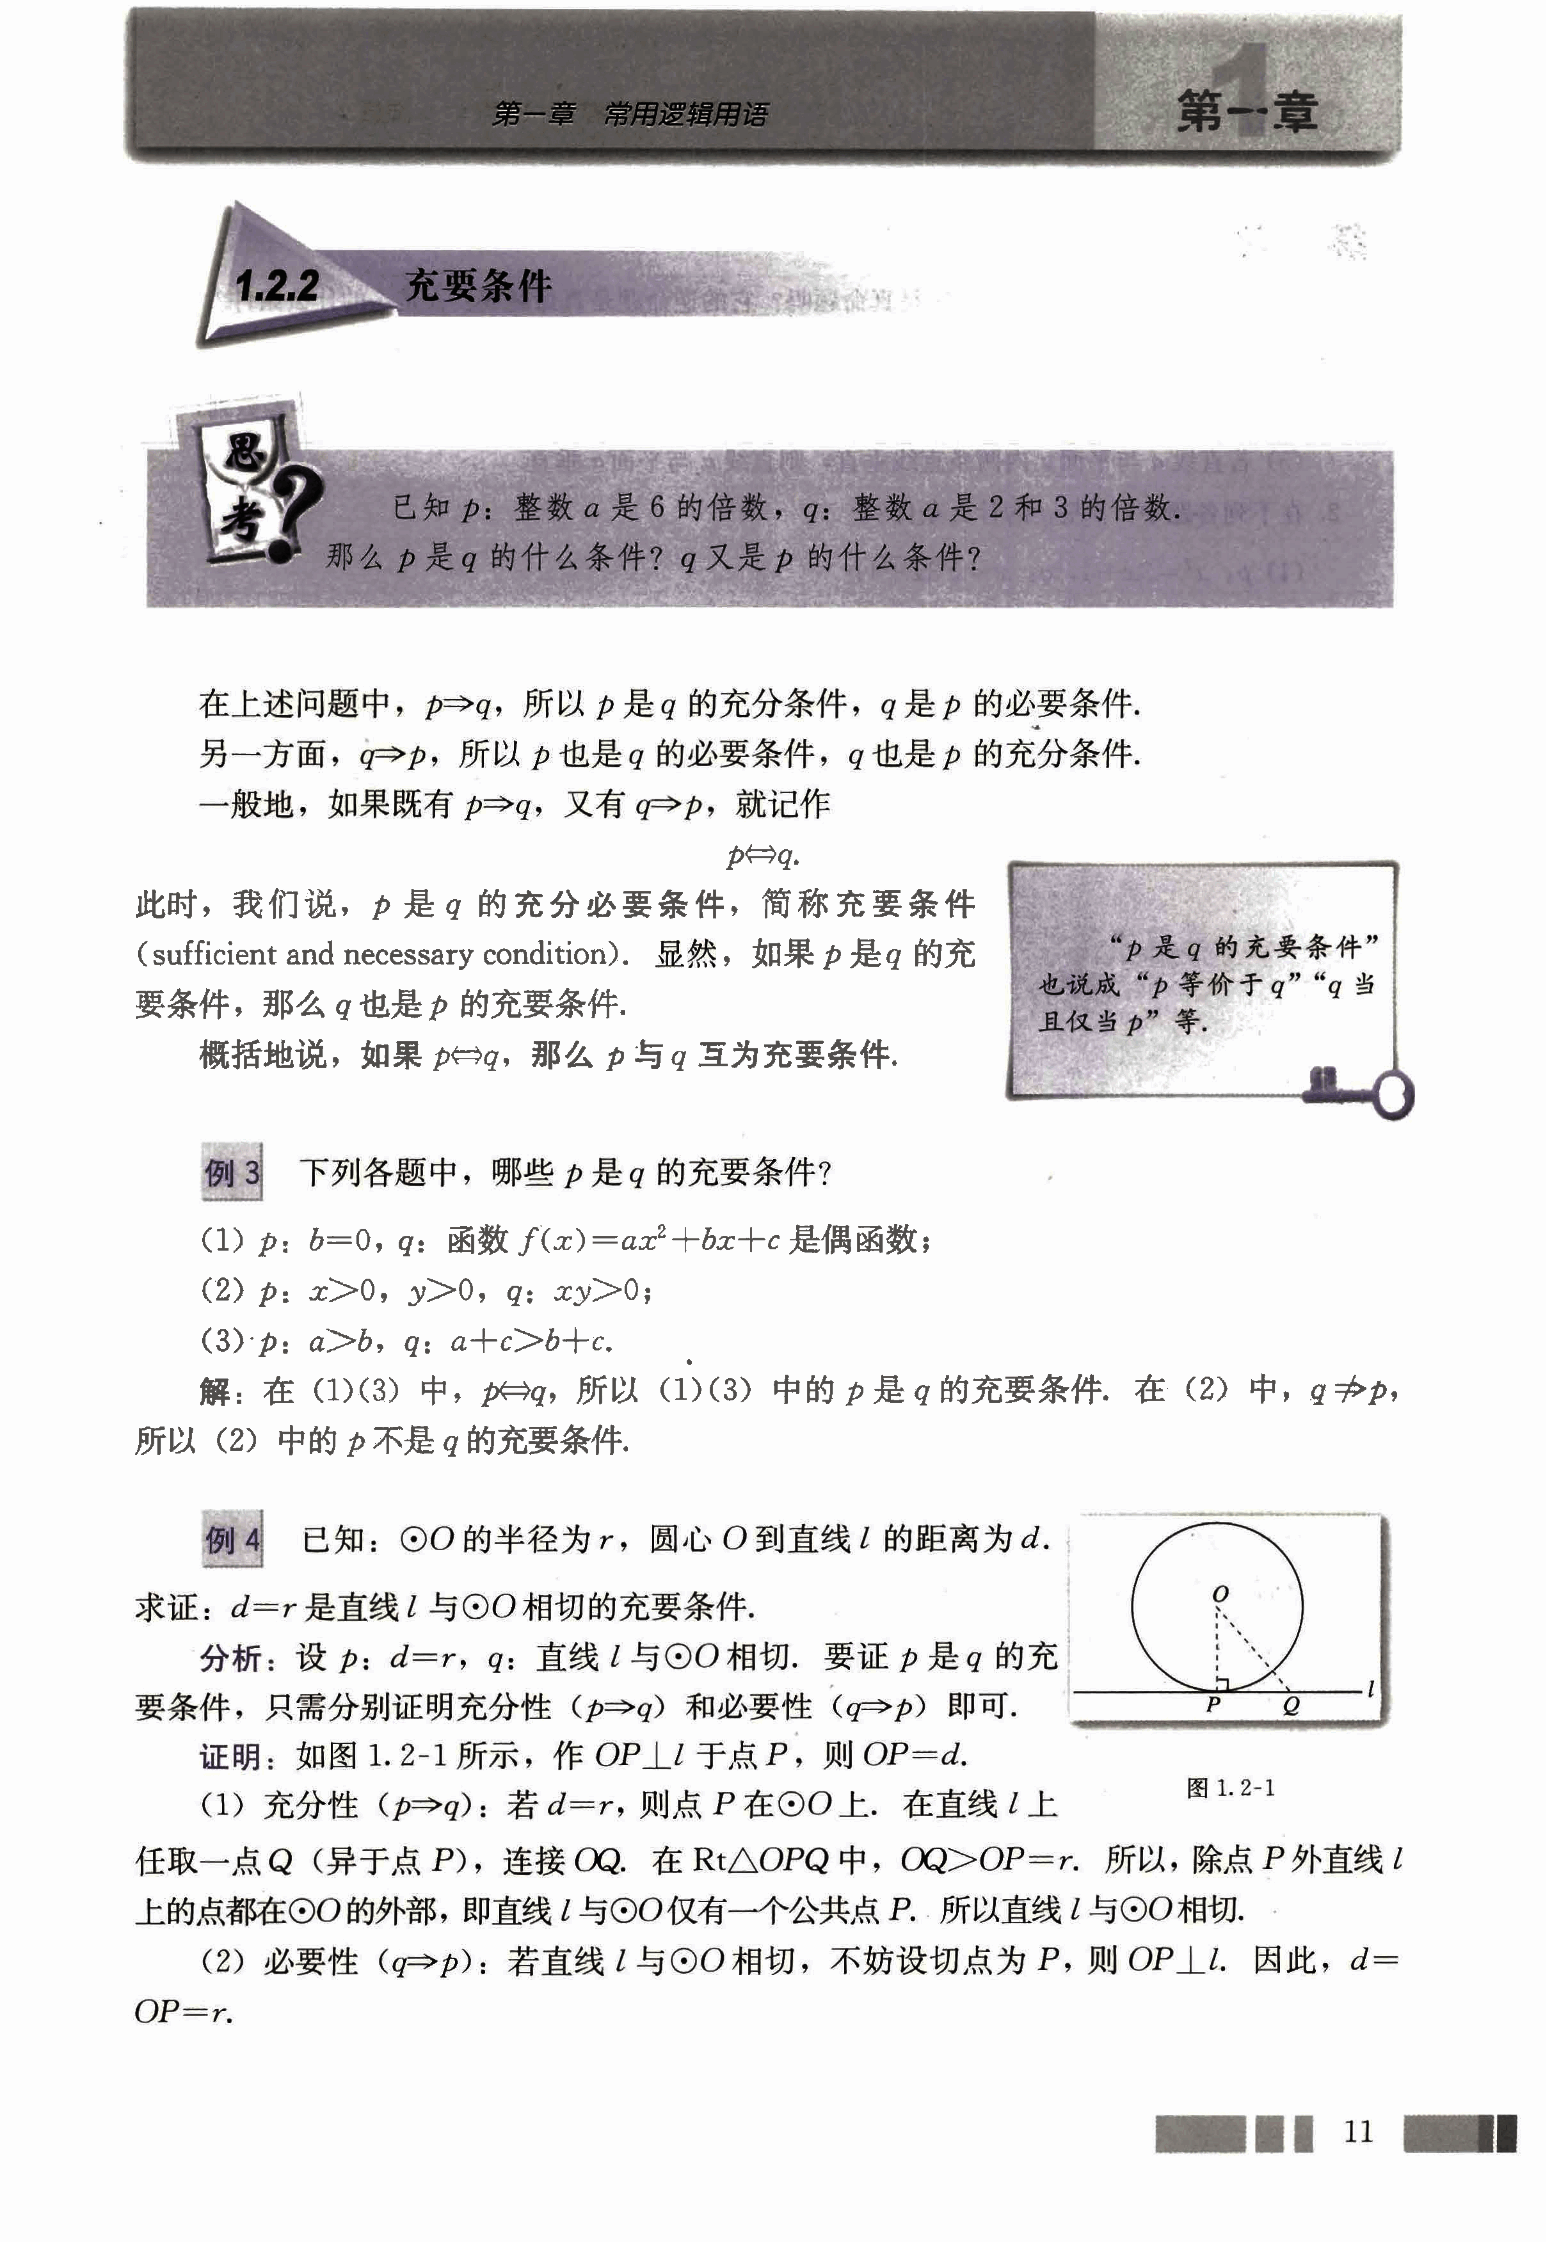 第一章 常用逻辑用语
第一章
1.2.2 充要条件
思考?
已知 p：整数 a 是 6 的倍数，q：整数 a 是 2 和 3 的倍数.
那么 p 是 q 的什么条件？q 又是 p 的什么条件？
在上述问题中，p⇒q，所以 p 是 q 的充分条件，q 是 p 的必要条件.
另一方面，q⇒p，所以 p 也是 q 的必要条件，q 也是 p 的充分条件.
一般地，如果既有 p⇒q，又有 q⇒p，就记作
p⇔q.
此时，我们说，p 是 q 的充分必要条件，简称充要条件
(sufficient and necessary condition). 显然，如果 p 是 q 的充
要条件，那么 q 也是 p 的充要条件.
概括地说，如果 p⇔q，那么 p 与 q 互为充要条件.
“p 是 q 的充要条件”
也说成“p 等价于 q”“q 当
且仅当 p”等.
例 3 下列各题中，哪些 p 是 q 的充要条件？
(1) p：b=0，q：函数 f(x)=ax²+bx+c 是偶函数；
(2) p：x>0，y>0，q：xy>0；
(3) p：a>b，q：a+c>b+c.
解：在 (1)(3) 中，p⇔q，所以 (1)(3) 中的 p 是 q 的充要条件. 在 (2) 中，q⇏p，
所以 (2) 中的 p 不是 q 的充要条件.
例 4 已知：⊙O 的半径为 r，圆心 O 到直线 l 的距离为 d.
求证：d=r 是直线 l 与⊙O 相切的充要条件.
分析：设 p：d=r，q：直线 l 与⊙O 相切. 要证 p 是 q 的充
要条件，只需分别证明充分性（p⇒q）和必要性（q⇒p）即可.
证明：如图 1.2-1 所示，作 OP⊥l 于点 P，则 OP=d.
(1) 充分性（p⇒q）：若 d=r，则点 P 在⊙O 上. 在直线 l 上
O
P
Q
l
图 1.2-1
任取一点 Q（异于点 P），连接 OQ. 在 Rt△OPQ 中，OQ>OP=r. 所以，除点 P 外直线 l
上的点都在⊙O 的外部，即直线 l 与⊙O 仅有一个公共点 P. 所以直线 l 与⊙O 相切.
(2) 必要性（q⇒p）：若直线 l 与⊙O 相切，不妨设切点为 P，则 OP⊥l. 因此，d=
OP=r.
11